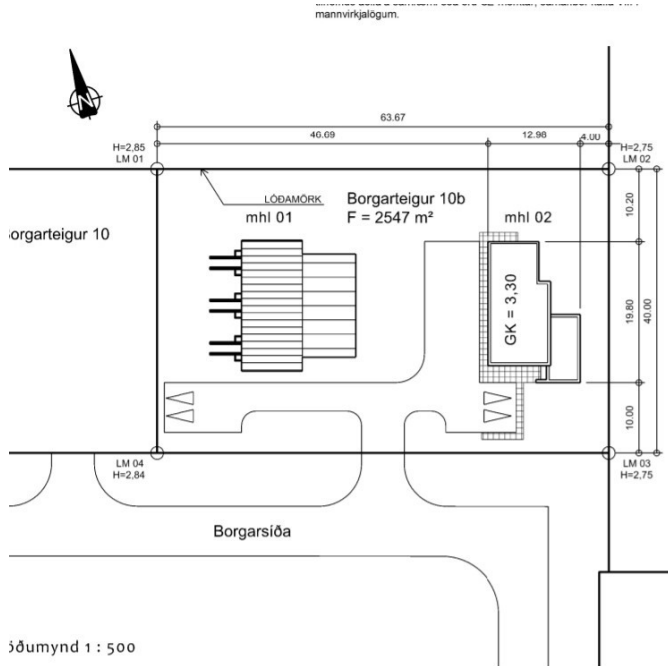 mannvirkjalögum.
N
63.67
46.69
12.98
4.00
H=2,85
LM 01
H=2,75
LM 02
LÓÐAMÖRK
Borgarteigur 10b
F = 2547 m²
mhl 01
mhl 02
10.20
Borgarteigur 10
GK = 3,30
19.80
40.00
10.00
LM 04
H=2,84
LM 03
H=2,75
Borgarsíða
öðumynd 1 : 500